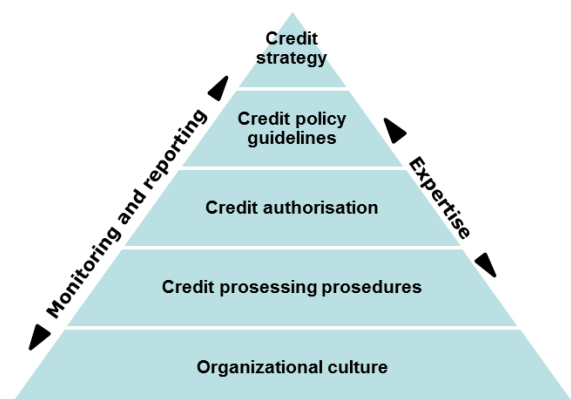 Credit
strategy
Credit policy
guidelines
Credit authorisation
Credit prosessing prosedures
Organizational culture
Monitoring and reporting
Expertise